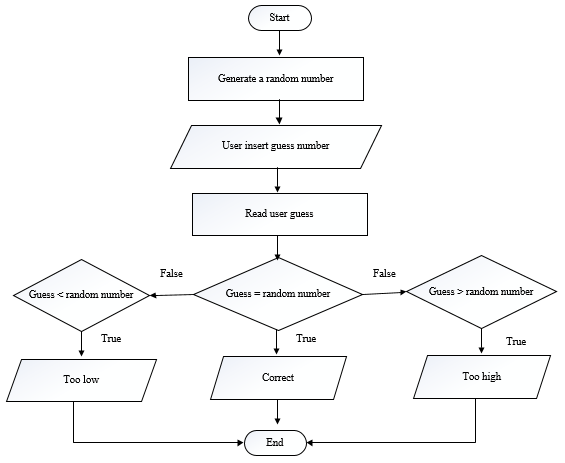 Start
Generate a random number
User insert guess number
Read user guess
False
False
Guess < random number
Guess = random number
Guess > random number
True
True
True
Too low
Correct
Too high
End